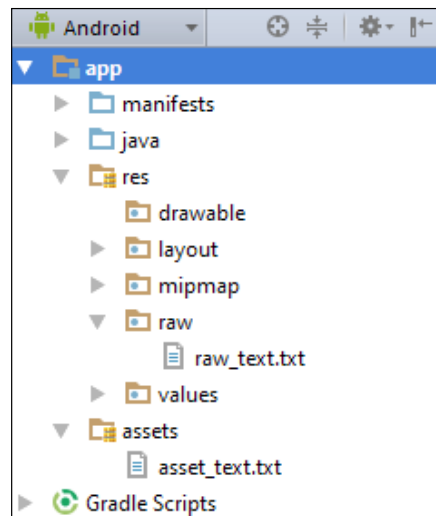 Android
app
manifests
java
res
drawable
layout
mipmap
raw
raw_text.txt
values
assets
asset_text.txt
Gradle Scripts